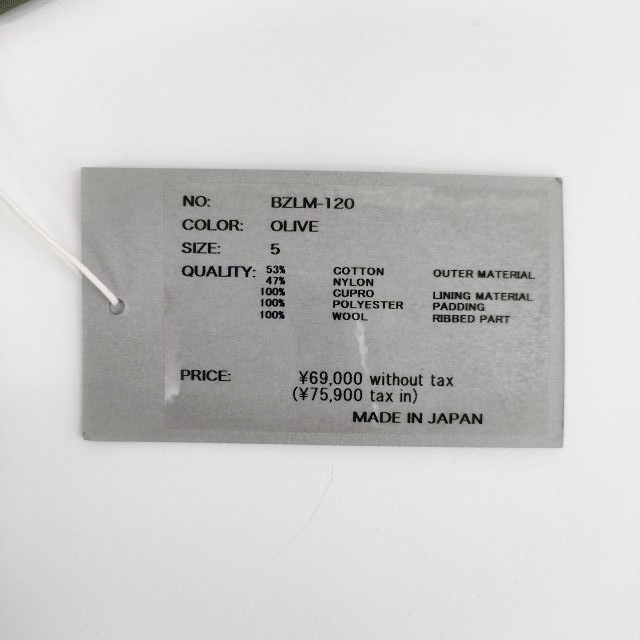 NO: BZLM-120
COLOR: OLIVE
SIZE: 5
QUALITY: 53% COTTON OUTER MATERIAL
47% NYLON
100% CUPRO LINING MATERIAL
100% POLYESTER PADDING
100% WOOL RIBBED PART
PRICE: ¥69,000 without tax
(¥75,900 tax in)
MADE IN JAPAN